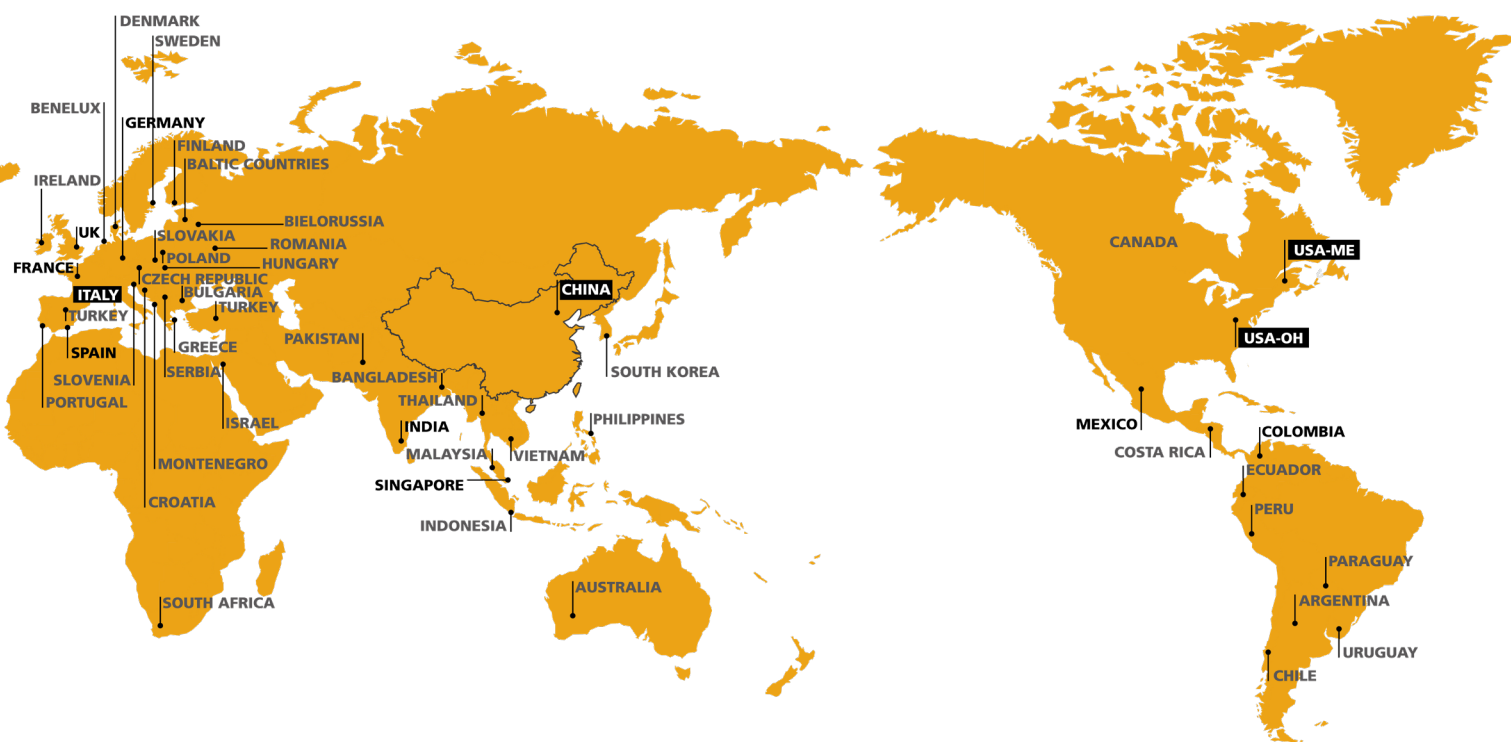 DENMARK
SWEDEN
BENELUX
GERMANY
FINLAND
BALTIC COUNTRIES
IRELAND
BIELORUSSIA
UK
SLOVAKIA
ROMANIA
POLAND
HUNGARY
FRANCE
CZECH REPUBLIC
ITALY
BULGARIA
TURKEY
TURKEY
GREECE
SPAIN
SERBIA
SLOVENIA
PORTUGAL
ISRAEL
MONTENEGRO
CROATIA
SOUTH AFRICA
CHINA
PAKISTAN
BANGLADESH
SOUTH KOREA
THAILAND
PHILIPPINES
INDIA
MALAYSIA
VIETNAM
SINGAPORE
INDONESIA
AUSTRALIA
CANADA
USA-ME
USA-OH
MEXICO
COLOMBIA
COSTA RICA
ECUADOR
PERU
PARAGUAY
ARGENTINA
URUGUAY
CHILE